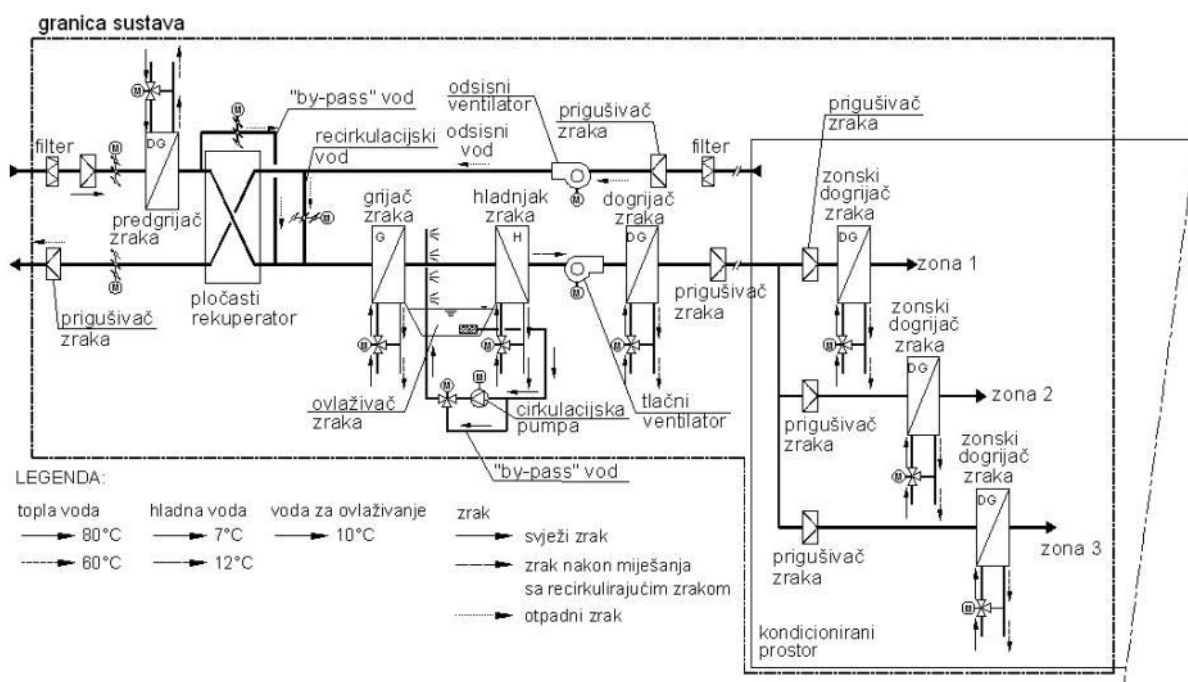 granica sustava
M
M
"by-pass" vod
recirkulacijski
vod
odsisni
ventilator
odsisni
vod
prigušivač
zraka
prigušivač
zraka
filter
M
DG
predgrijač
zraka
M
M
filter
grijač
zraka
G
hladnjak
zraka
H
dogrijač
zraka
DG
M
zonski
dogrijač
zraka
DG
zona 1
M
prigušivač
zraka
M
pločasti
rekuperator
prigušivač
zraka
M
M
M
M
zonski
dogrijač
zraka
DG
zona 2
ovlaživač
zraka
M
M
cirkulacijska
pumpa
tlačni
ventilator
prigušivač
zraka
M
"by-pass" vod
zonski
dogrijač
zraka
DG
zona 3
prigušivač
zraka
M
kondicionirani
prostor
LEGENDA:
topla voda
80°C
60°C
hladna voda
7°C
12°C
voda za ovlaživanje
10°C
zrak
svježi zrak
zrak nakon miješanja
sa recirkulirajućim zrakom
otpadni zrak